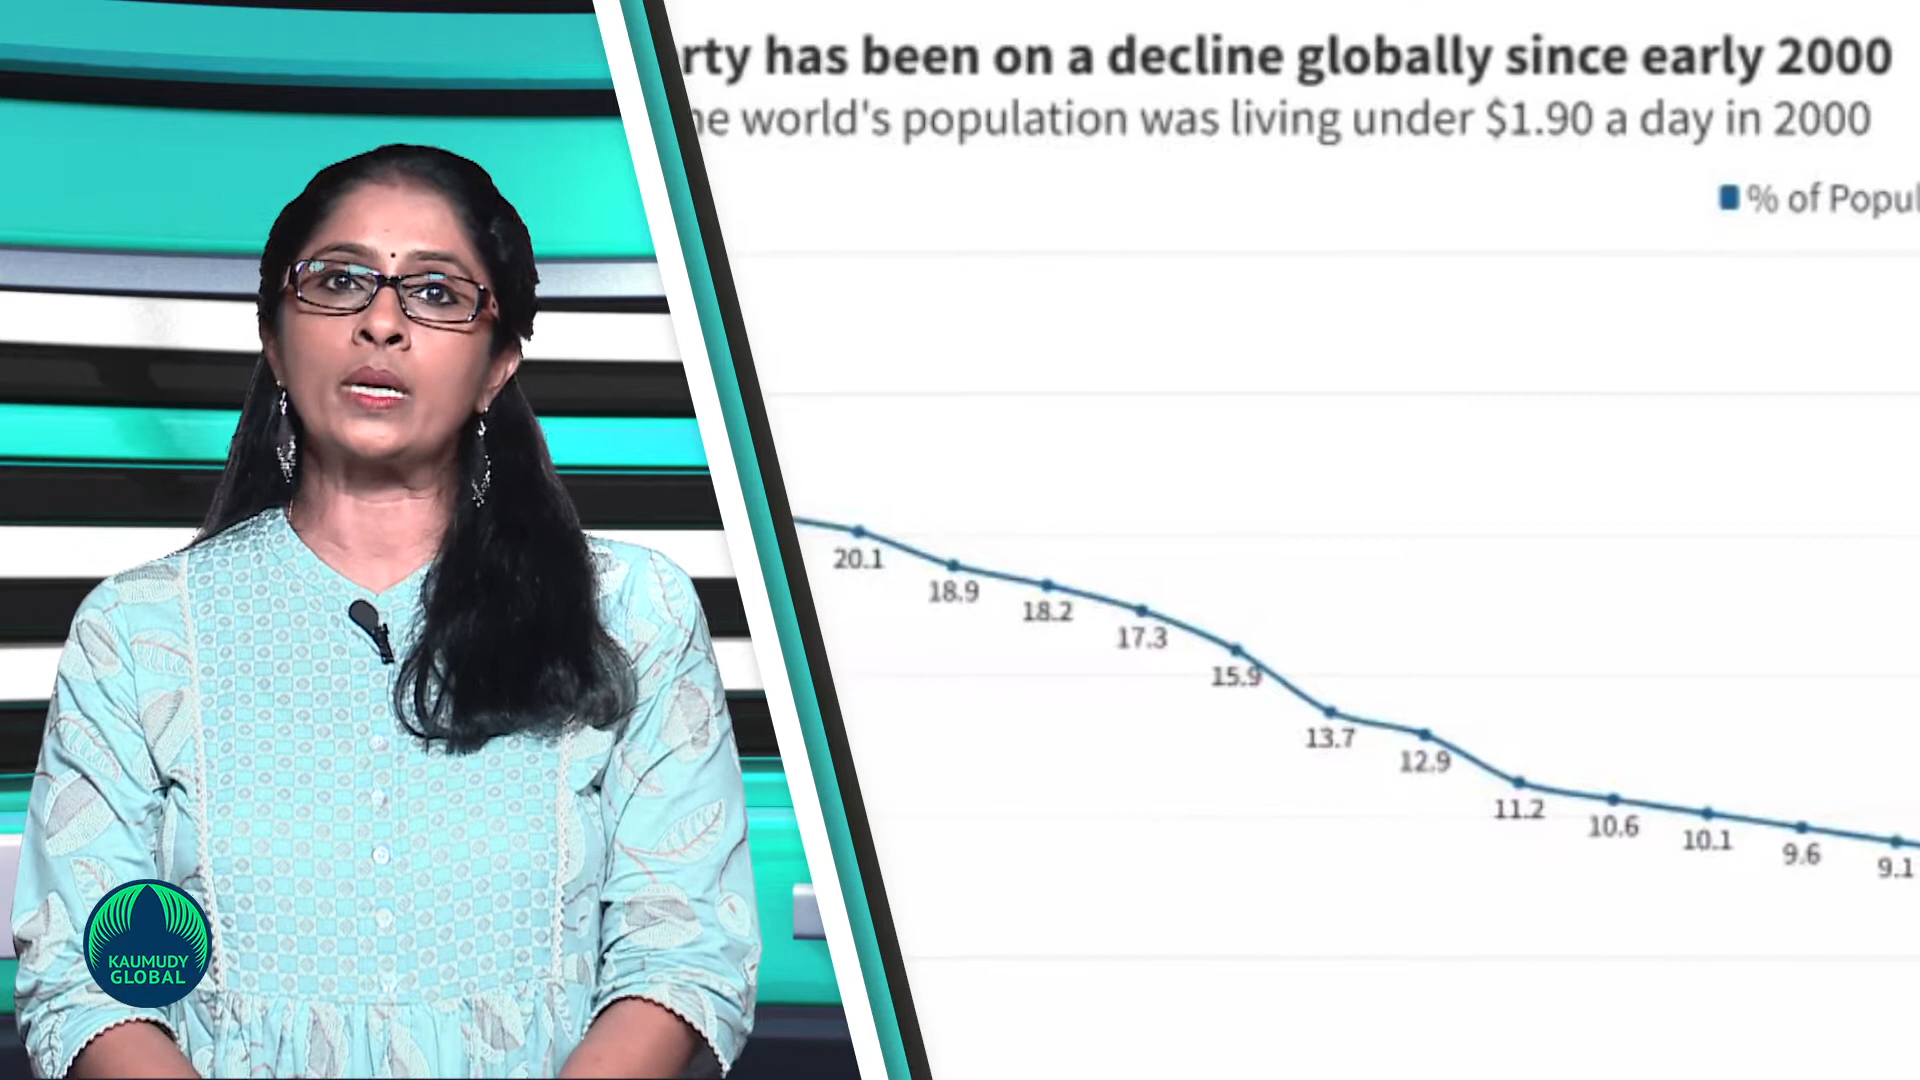 rty has been on a decline globally since early 2000
he world's population was living under $1.90 a day in 2000
% of Popul
20.1
18.9
18.2
17.3
15.9
13.7
12.9
11.2
10.6
10.1
9.6
9.1
KAUMUDY
GLOBAL